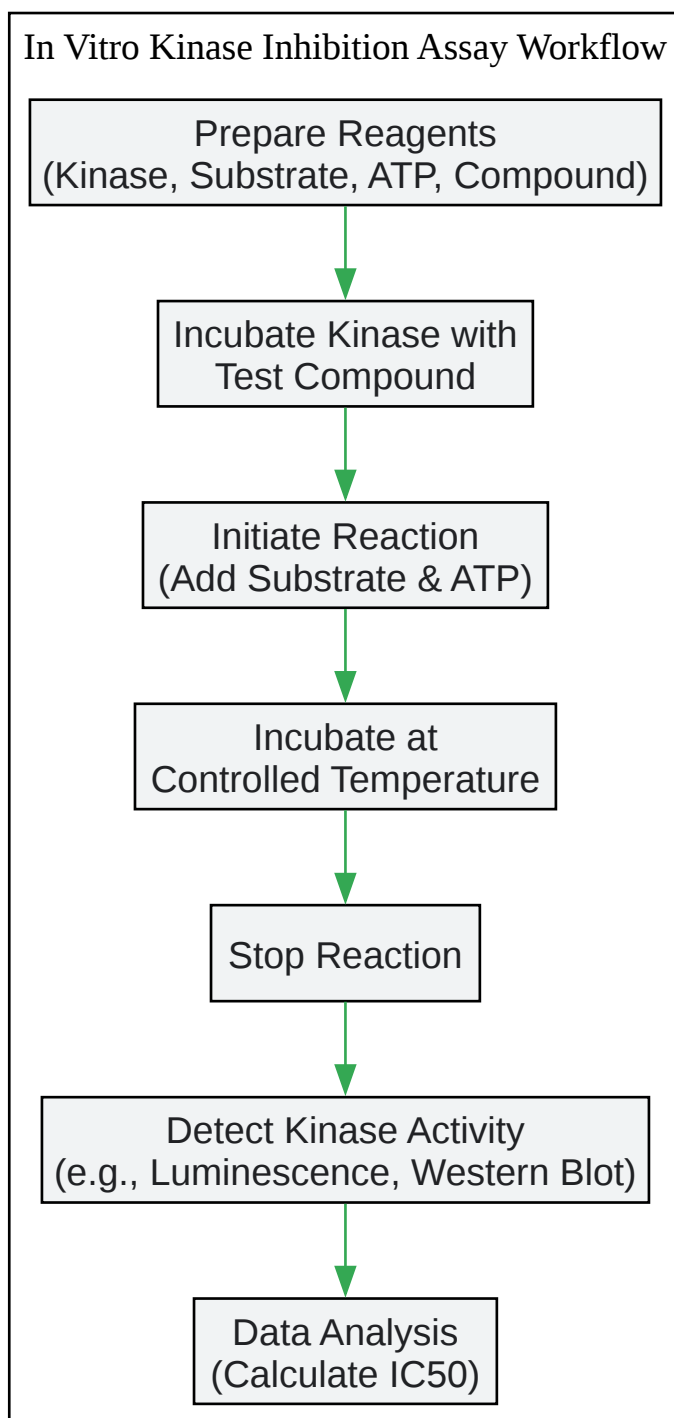 In Vitro Kinase Inhibition Assay Workflow
Prepare Reagents
(Kinase, Substrate, ATP, Compound)
Incubate Kinase with
Test Compound
Initiate Reaction
(Add Substrate & ATP)
Incubate at
Controlled Temperature
Stop Reaction
Detect Kinase Activity
(e.g., Luminescence, Western Blot)
Data Analysis
(Calculate IC50)